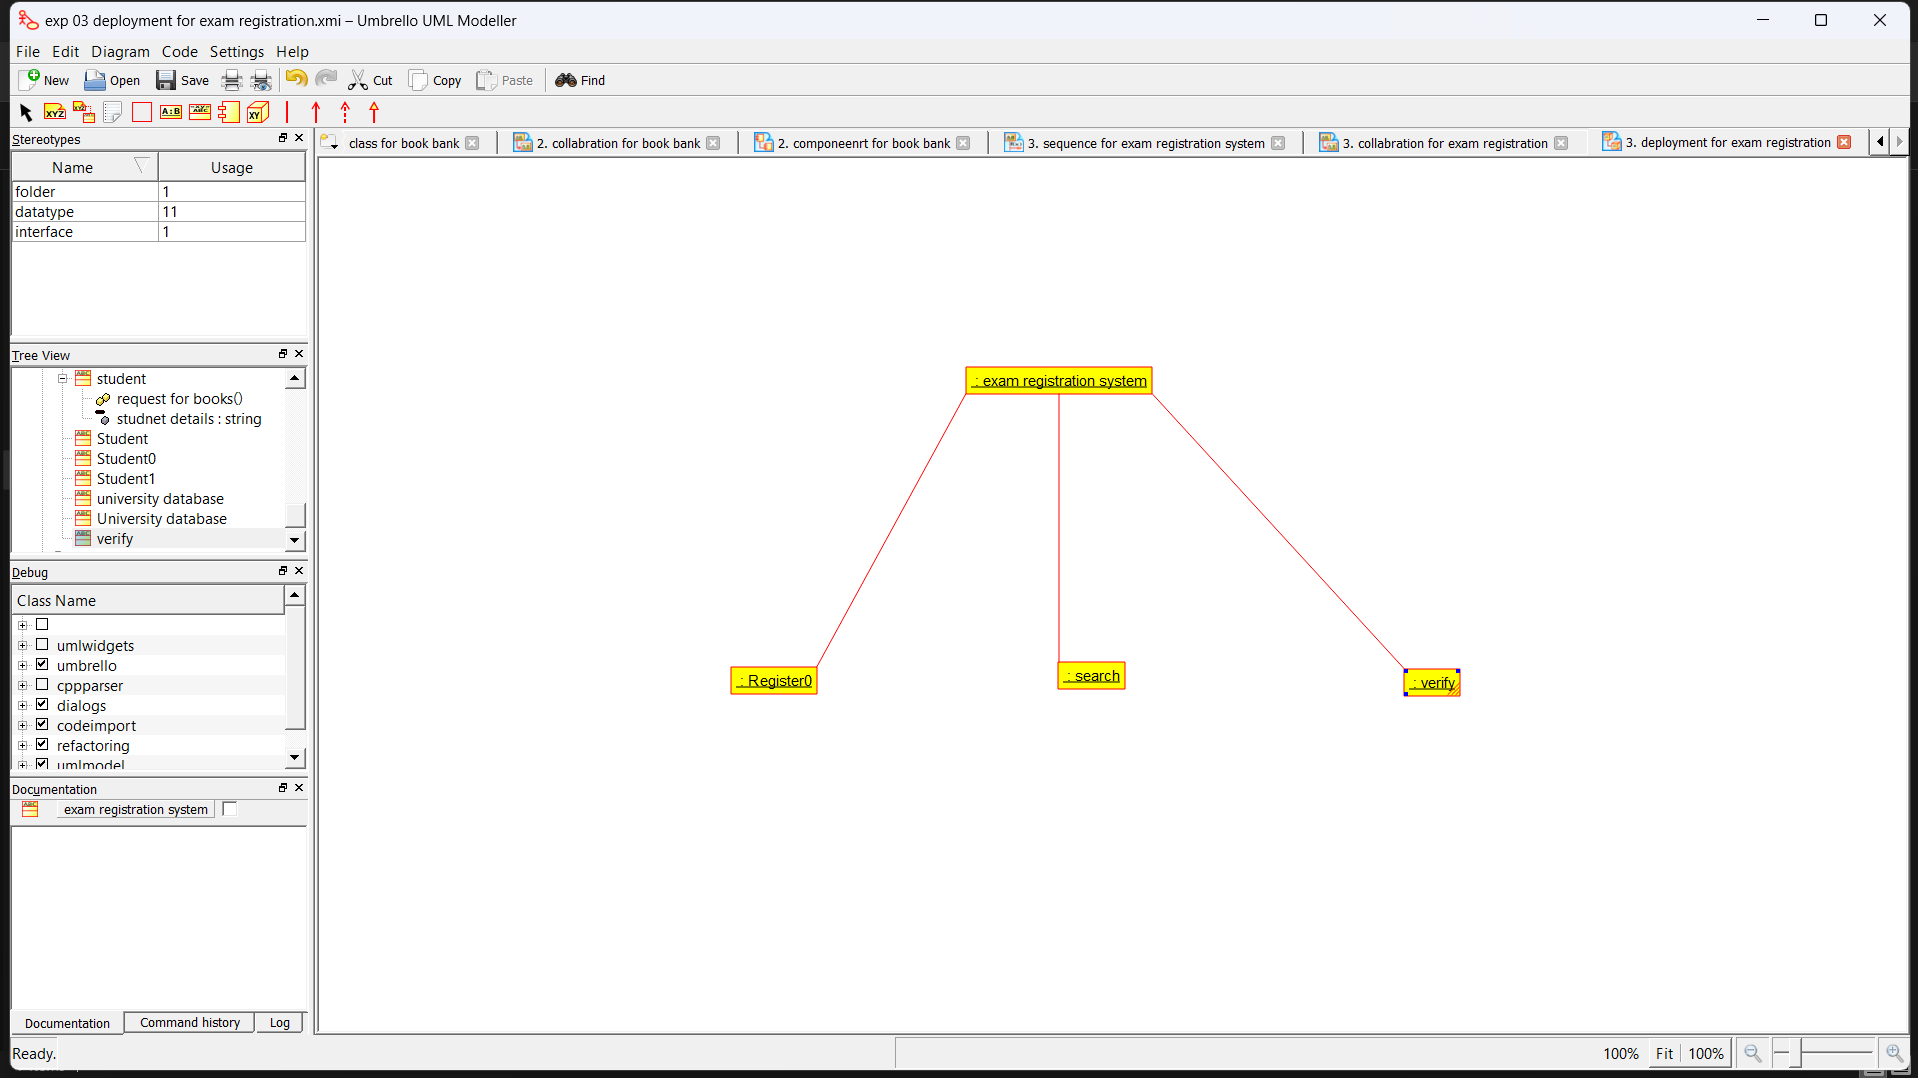 exp 03 deployment for exam registration.xmi – Umbrello UML Modeller
File Edit Diagram Code Settings Help
New Open Save Cut Copy Paste Find
XYZ XYZ A:B ABC XY
Stereotypes
Name Usage
folder 1
datatype 11
interface 1
Tree View
student
request for books()
studnet details : string
Student
Student0
Student1
university database
University database
verify
Debug
Class Name
umlwidgets
umbrello
cppparser
dialogs
codeimport
refactoring
umlmodel
Documentation
exam registration system
Documentation Command history Log
class for book bank
2. collabration for book bank
2. componenrt for book bank
3. sequence for exam registration system
3. collabration for exam registration
3. deployment for exam registration
: exam registration system
: Register0
: search
: verify
Ready.
100% Fit 100%